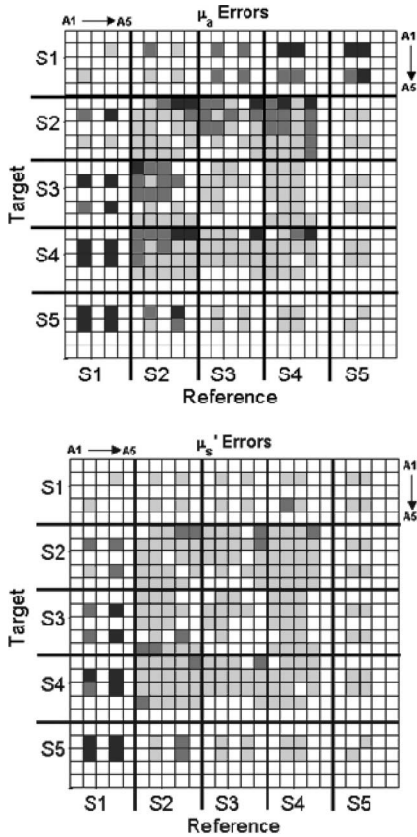 μa Errors
A1 → A5
A1
↓
A5
S1
S2
S3
S4
S5
Target
S1 S2 S3 S4 S5
Reference
μs' Errors
A1 → A5
A1
↓
A5
S1
S2
S3
S4
S5
Target
S1 S2 S3 S4 S5
Reference